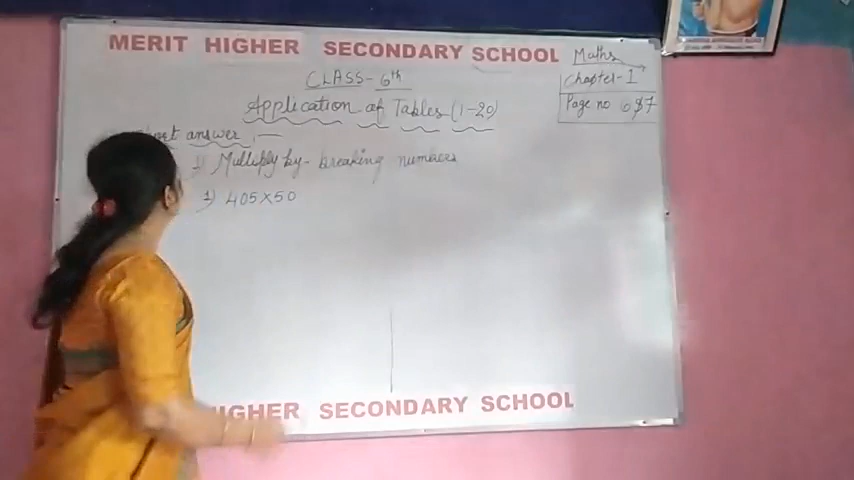 MERIT HIGHER SECONDARY SCHOOL
Maths
CLASS - 6th
Chapter - 1
Application of Tables (1-20)
Page no 6,7
answer :-
1) Multiply by - breaking numbers
1) 405×50
HIGHER SECONDARY SCHOOL